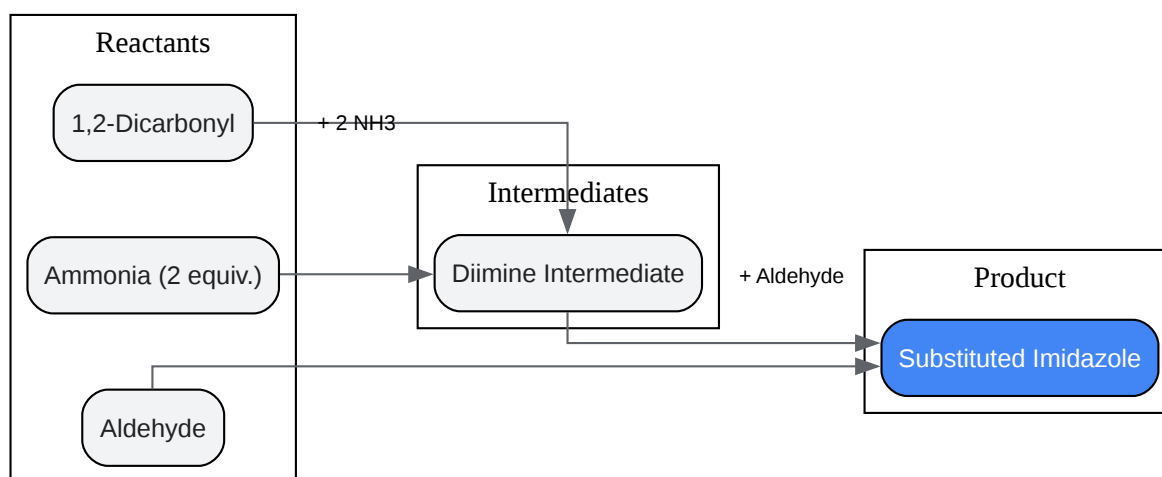 Reactants
1,2-Dicarbonyl
+ 2 NH3
Intermediates
Ammonia (2 equiv.)
Diimine Intermediate
+ Aldehyde
Product
Substituted Imidazole
Aldehyde